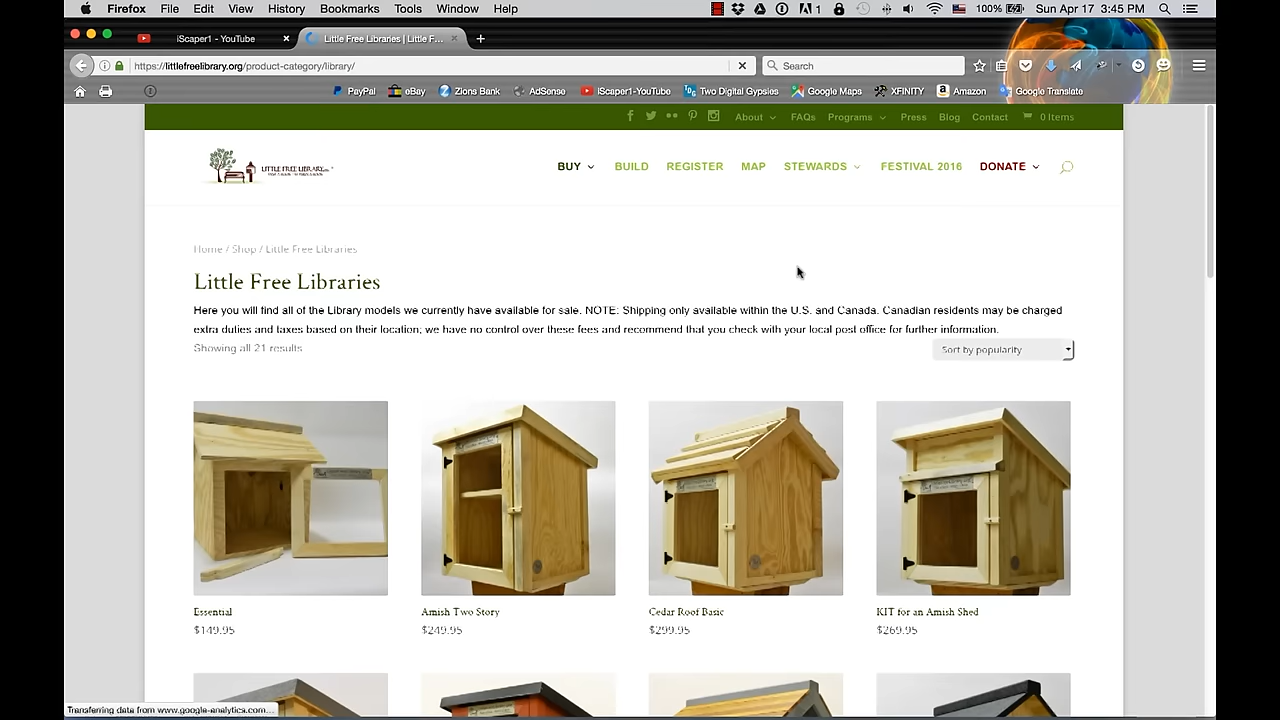 Firefox File Edit View History Bookmarks Tools Window Help 1 100% Sun Apr 17 3:45 PM
iScaper1 - YouTube × Little Free Libraries | Little F... × +
https://littlefreelibrary.org/product-category/library/ Search
PayPal eBay Zions Bank AdSense iScaper1-YouTube Two Digital Gypsies Google Maps XFINITY Amazon Google Translate
About FAQs Programs Press Blog Contact 0 Items
LITTLE FREE LIBRARY BUY BUILD REGISTER MAP STEWARDS FESTIVAL 2016 DONATE
Home / Shop / Little Free Libraries
Little Free Libraries
Here you will find all of the Library models we currently have available for sale. NOTE: Shipping only available within the U.S. and Canada. Canadian residents may be charged
extra duties and taxes based on their location; we have no control over these fees and recommend that you check with your local post office for further information.
Showing all 21 results
Sort by popularity
Essential Amish Two Story Cedar Roof Basic KIT for an Amish Shed
$149.95 $249.95 $299.95 $269.95
Transferring data from www.google-analytics.com...